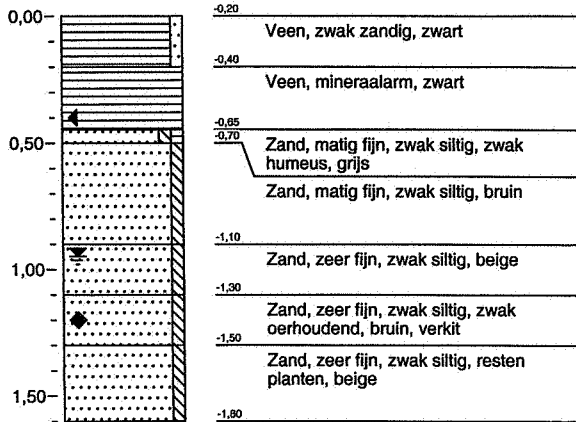 0,00
-0,20
Veen, zwak zandig, zwart
-0,40
Veen, mineraalarm, zwart
0,50
-0,65
-0,70
Zand, matig fijn, zwak siltig, zwak
humeus, grijs
Zand, matig fijn, zwak siltig, bruin
1,00
-1,10
Zand, zeer fijn, zwak siltig, beige
-1,30
Zand, zeer fijn, zwak siltig, zwak
oerhoudend, bruin, verkit
-1,50
Zand, zeer fijn, zwak siltig, resten
planten, beige
1,50
-1,80